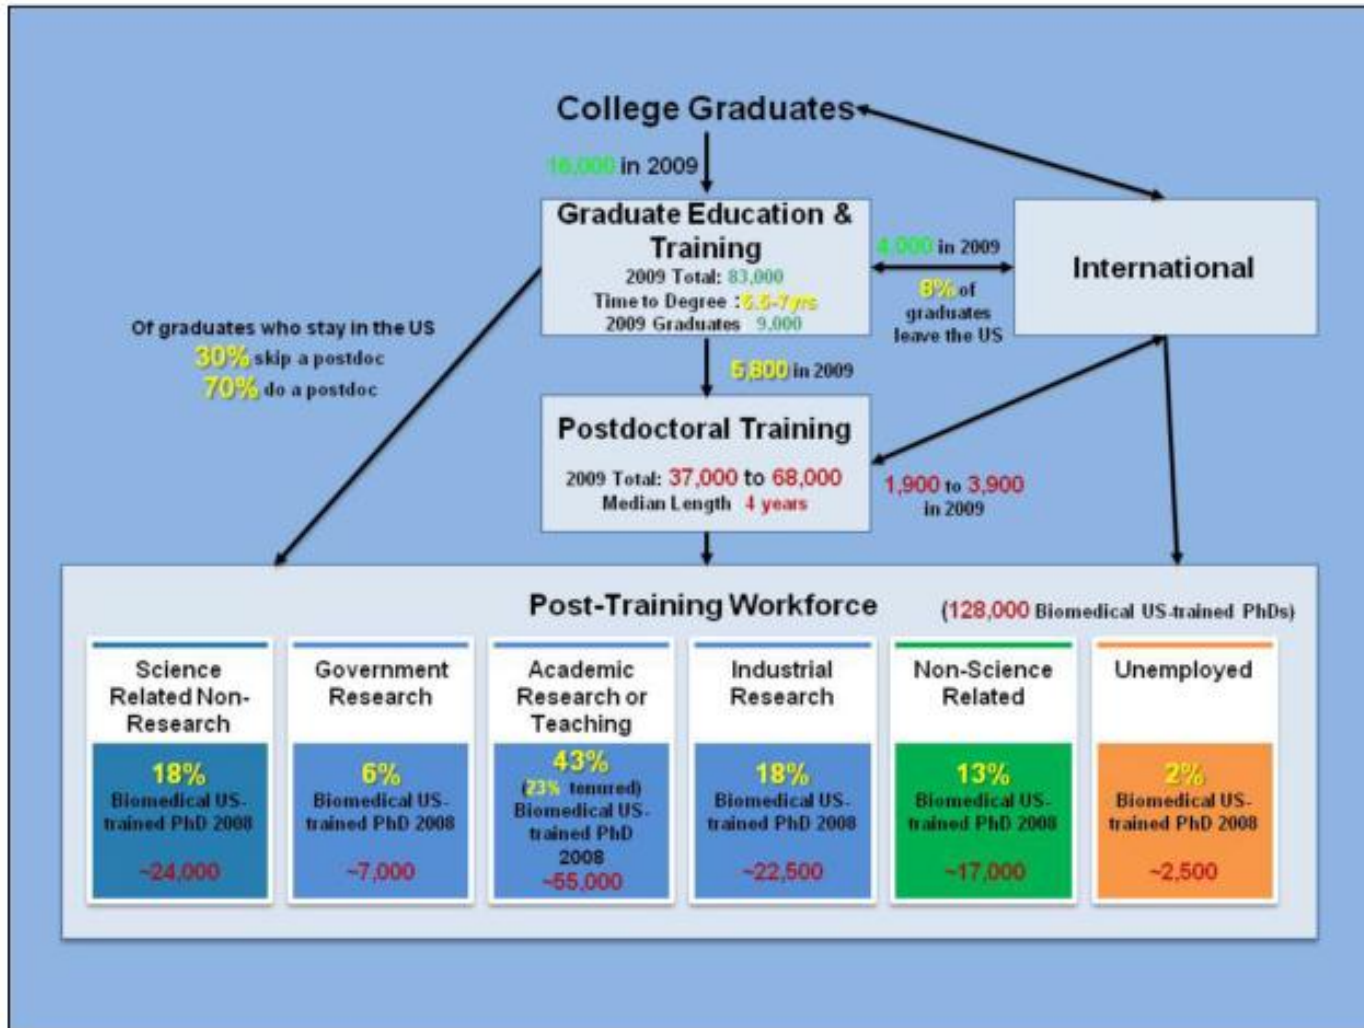 College Graduates
16,000 in 2009
Graduate Education &
Training
2009 Total: 83,000
Time to Degree : 5.5-7yrs
2009 Graduates 9,000
4,000 in 2009
8% of
graduates
leave the US
International
Of graduates who stay in the US
30% skip a postdoc
70% do a postdoc
5,800 in 2009
Postdoctoral Training
2009 Total: 37,000 to 68,000
Median Length 4 years
1,900 to 3,900
in 2009
Post-Training Workforce
(128,000 Biomedical US-trained PhDs)
Science
Related Non-
Research
18%
Biomedical US-
trained PhD 2008
~24,000
Government
Research
6%
Biomedical US-
trained PhD 2008
~7,000
Academic
Research or
Teaching
43%
(23% tenured)
Biomedical US-
trained PhD
2008
~55,000
Industrial
Research
18%
Biomedical US-
trained PhD 2008
~22,500
Non-Science
Related
13%
Biomedical US-
trained PhD 2008
~17,000
Unemployed
2%
Biomedical US-
trained PhD 2008
~2,500